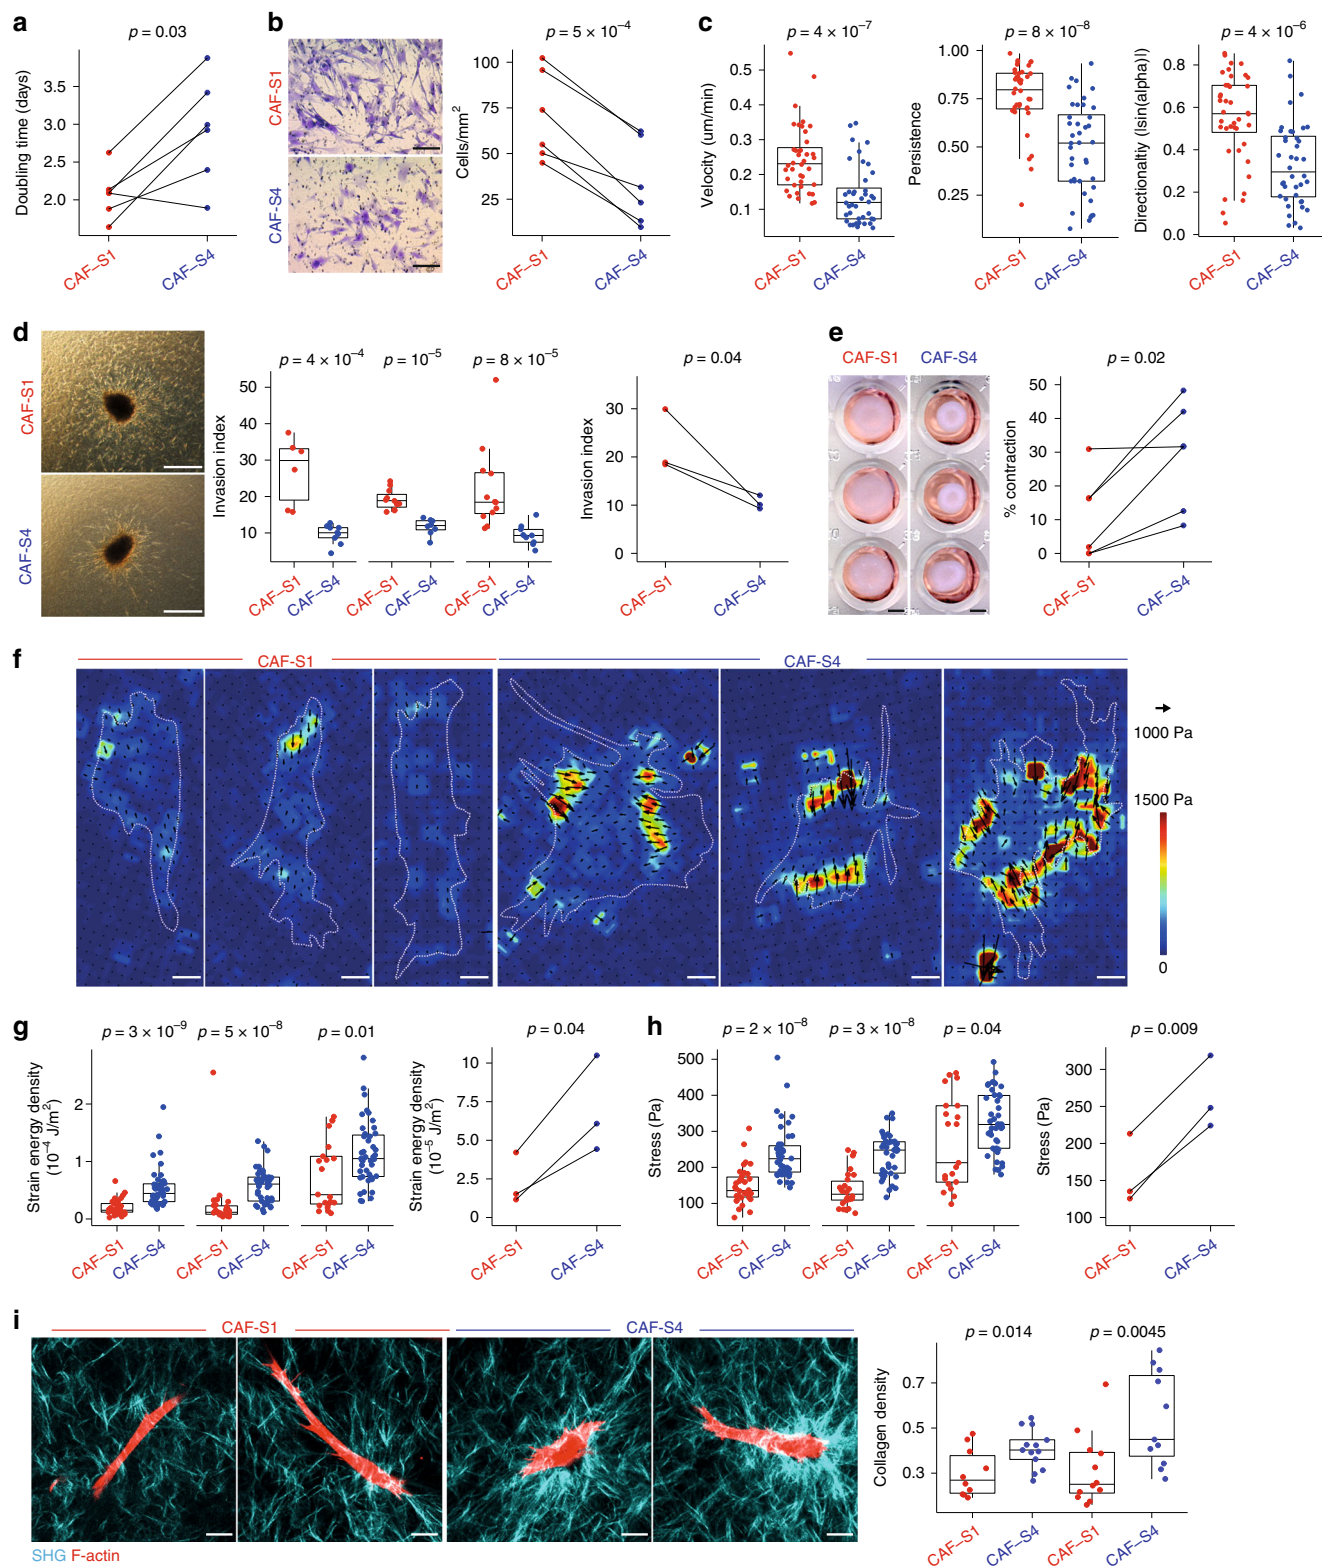 a
p = 0.03
Doubling time (days)
3.5
3.0
2.5
2.0
CAF–S1
CAF–S4
b
CAF-S1
CAF-S4
p = 5 × 10⁻⁴
Cells/mm²
100
75
50
25
CAF–S1
CAF–S4
c
p = 4 × 10⁻⁷
Velocity (um/min)
0.5
0.4
0.3
0.2
0.1
CAF–S1
CAF–S4
p = 8 × 10⁻⁸
Persistence
1.00
0.75
0.50
0.25
CAF–S1
CAF–S4
p = 4 × 10⁻⁶
Directionaltiy (lsin(alpha)l)
0.8
0.6
0.4
0.2
0.0
CAF–S1
CAF–S4
d
CAF-S1
CAF-S4
p = 4 × 10⁻⁴
p = 10⁻⁵
p = 8 × 10⁻⁵
Invasion index
50
40
30
20
10
CAF–S1
CAF–S4
CAF–S1
CAF–S4
CAF–S1
CAF–S4
p = 0.04
Invasion index
30
20
10
0
CAF–S1
CAF–S4
e
CAF-S1
CAF-S4
p = 0.02
% contraction
50
40
30
20
10
0
CAF–S1
CAF–S4
f
CAF-S1
CAF-S4
1000 Pa
1500 Pa
0
g
p = 3 × 10⁻⁹
p = 5 × 10⁻⁸
p = 0.01
Strain energy density
(10⁻⁴ J/m²)
2
1
0
CAF–S1
CAF–S4
CAF–S1
CAF–S4
CAF–S1
CAF–S4
p = 0.04
Strain energy density
(10⁻⁵ J/m²)
10
7.5
5.0
2.5
0
CAF–S1
CAF–S4
h
p = 2 × 10⁻⁸
p = 3 × 10⁻⁸
p = 0.04
Stress (Pa)
500
400
300
200
100
CAF–S1
CAF–S4
CAF–S1
CAF–S4
CAF–S1
CAF–S4
p = 0.009
Stress (Pa)
300
250
200
150
100
CAF–S1
CAF–S4
i
CAF-S1
CAF-S4
SHG F-actin
p = 0.014
p = 0.0045
Collagen density
0.7
0.5
0.3
CAF–S1
CAF–S4
CAF–S1
CAF–S4